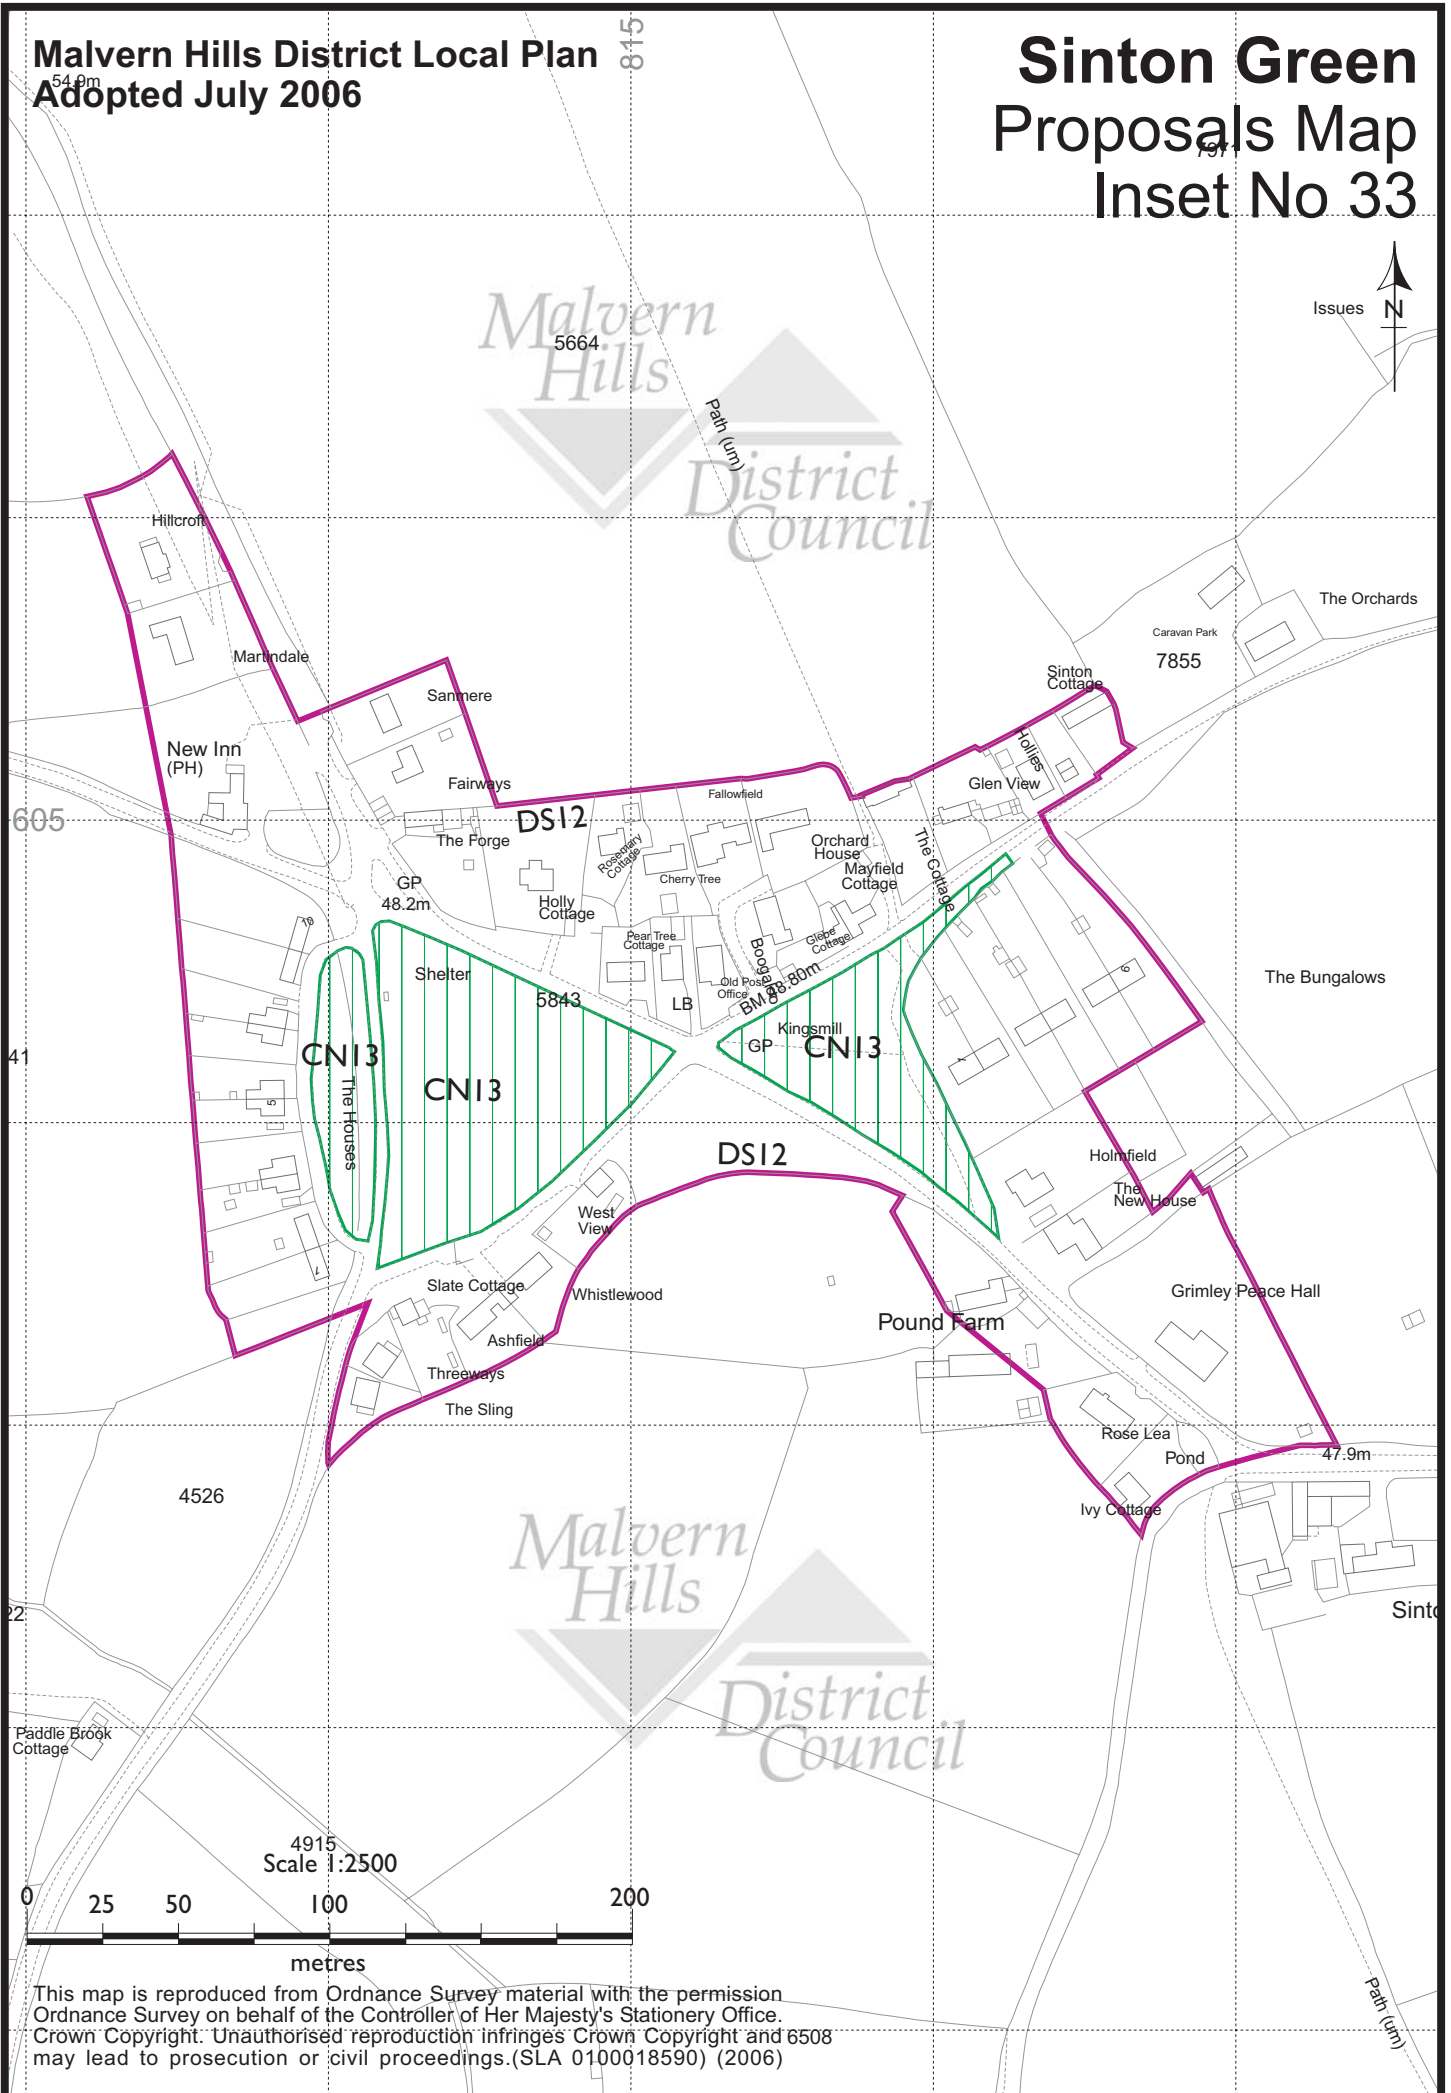 Malvern Hills District Local Plan
Adopted July 2006
54.9m
815
Sinton Green
Proposals Map
Inset No 33
7971
Issues
N
Malvern
Hills
District
Council
5664
Path (um)
Hillcroft
Martindale
Sanmere
New Inn
(PH)
Fairways
605
The Forge
DS12
Fallowfield
Rosemary
Cottage
Cherry Tree
Orchard
House
Mayfield
Cottage
The Cottage
Glen View
Hollies
Sinton
Cottage
Caravan Park
7855
The Orchards
GP
48.2m
Holly
Cottage
Pear Tree
Cottage
Old Post
Office
LB
Glebe
Cottage
BM 48.80m
Shelter
5843
Kingsmill
GP
CN13
CN13
CN13
The Houses
10
5
1
1
6
41
The Bungalows
DS12
Holmfield
The
New House
West
View
Slate Cottage
Whistlewood
Ashfield
Threeways
The Sling
Pound Farm
Grimley Peace Hall
Rose Lea
Pond
47.9m
Ivy Cottage
4526
22
Malvern
Hills
District
Council
Paddle Brook
Cottage
4915
Scale 1:2500
0 25 50 100 200
metres
This map is reproduced from Ordnance Survey material with the permission
Ordnance Survey on behalf of the Controller of Her Majesty's Stationery Office.
Crown Copyright. Unauthorised reproduction infringes Crown Copyright and
may lead to prosecution or civil proceedings.(SLA 0100018590) (2006)
6508
Path (um)